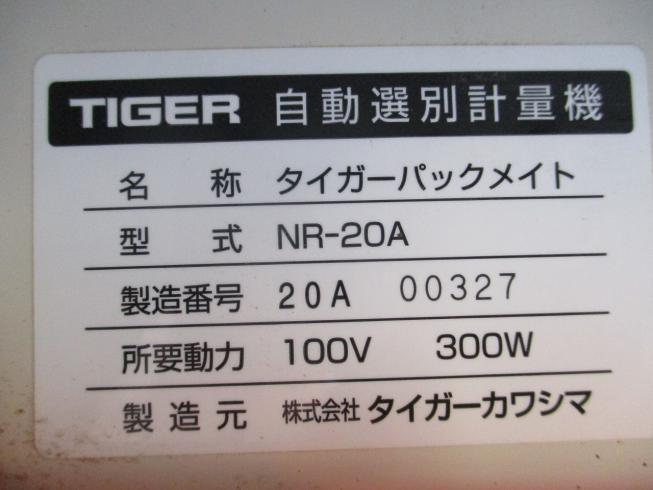 TIGER 自動選別計量機
名称 タイガーパックメイト
型式 NR-20A
製造番号 20A 00327
所要動力 100V 300W
製造元 株式会社 タイガーカワシマ